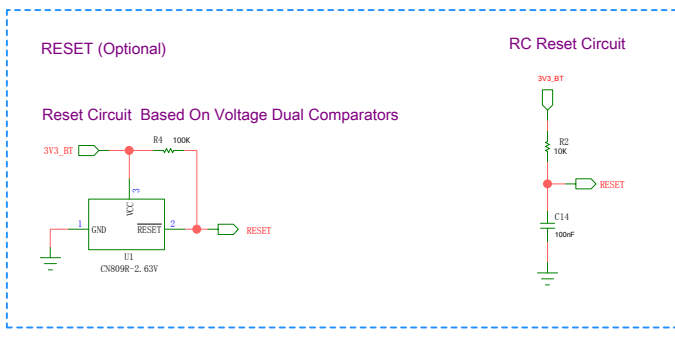 RESET (Optional)
RC Reset Circuit
3V3_BT
Reset Circuit Based On Voltage Dual Comparators
R4 100K
3V3_BT
R2
10K
3
VCC
RESET
C14
100nF
1 GND RESET 2 RESET
U1
CN809R-2.63V